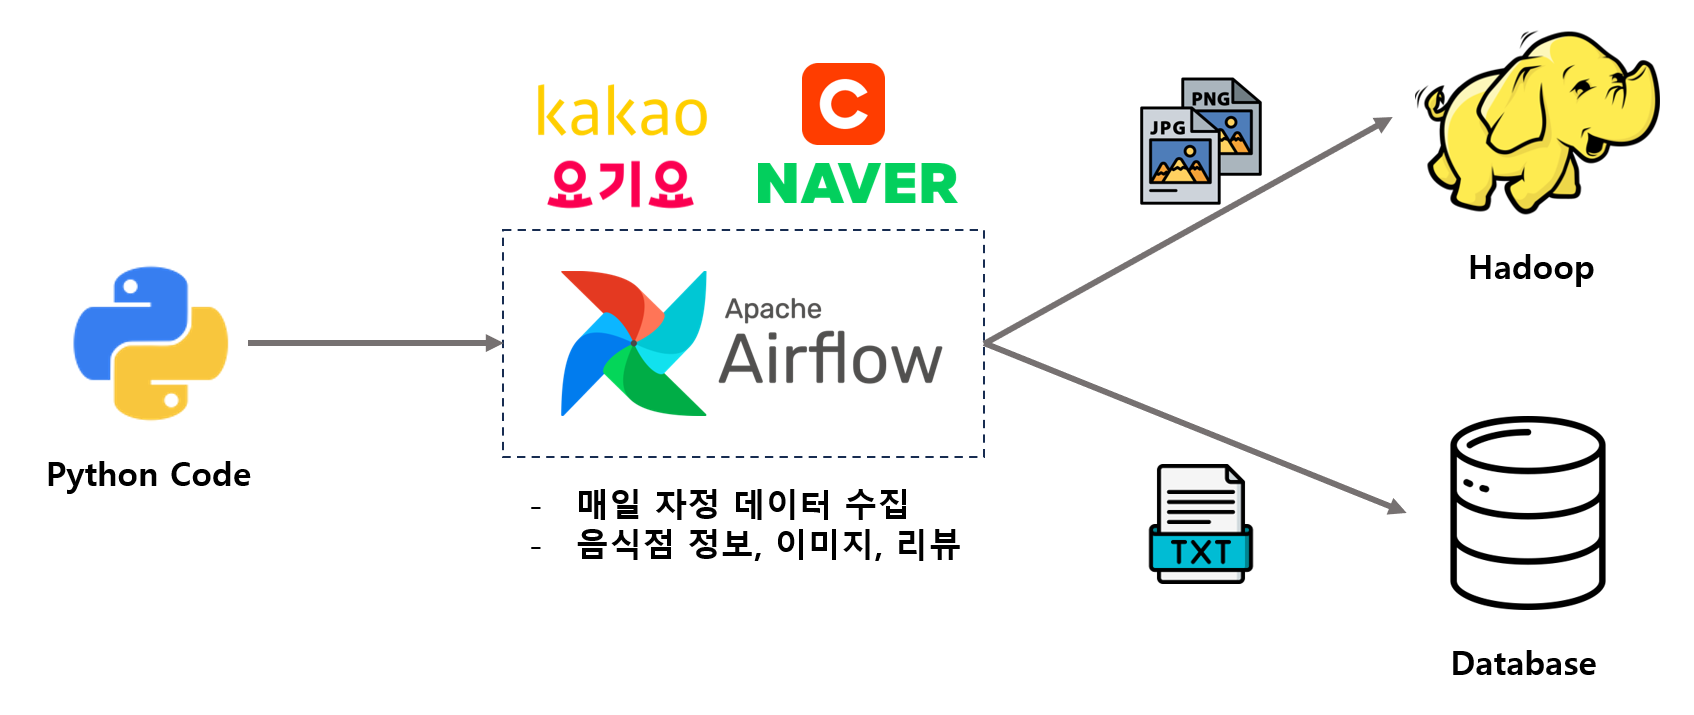 kakao
C
요기요
NAVER
PNG
JPG
Apache
Airflow
Hadoop
Python Code
- 매일 자정 데이터 수집
- 음식점 정보, 이미지, 리뷰
TXT
Database